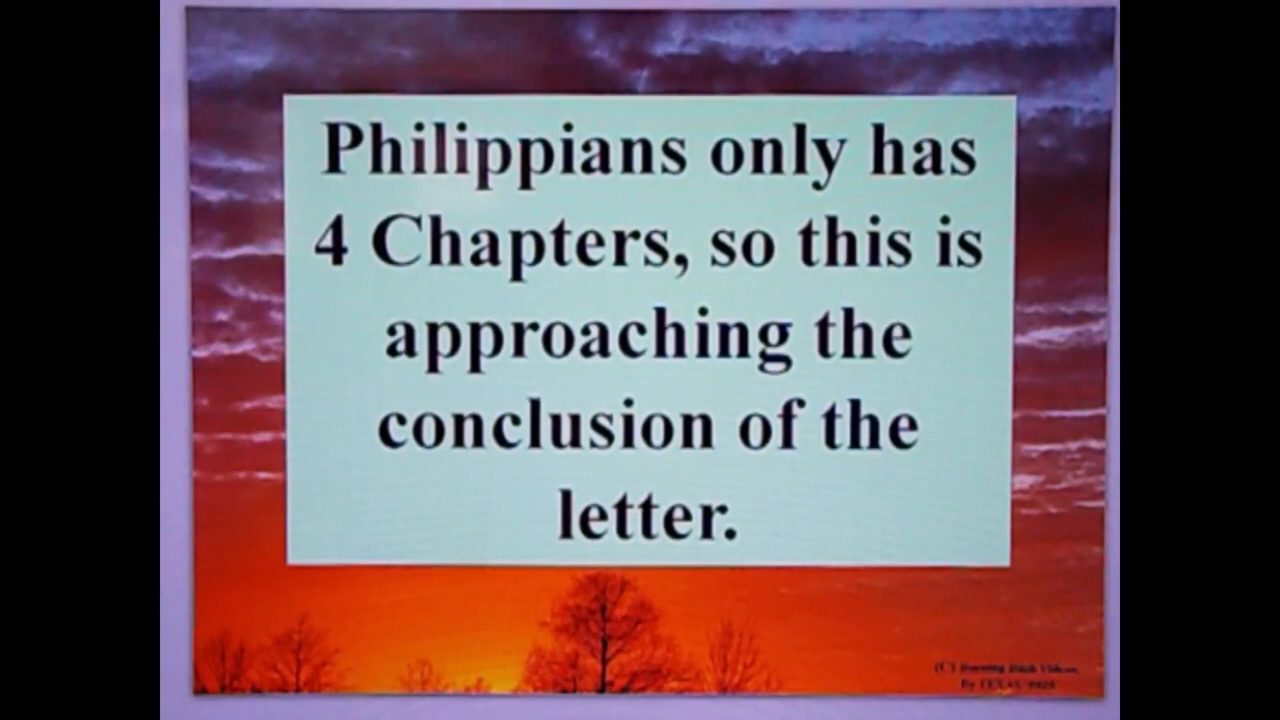 Philippians only has
4 Chapters, so this is
approaching the
conclusion of the
letter.